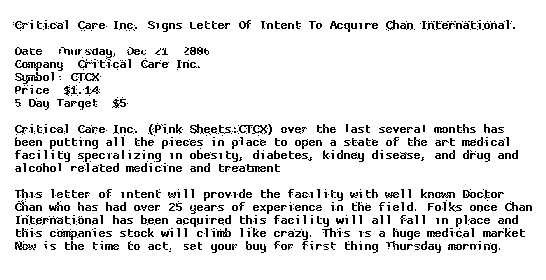 Critical Care Inc. Signs Letter Of Intent To Acquire Chan International.
Date Thursday, Dec 21 2006
Company Critical Care Inc.
Symbol: CTCX
Price $1.14
5 Day Target $5
Critical Care Inc. (Pink Sheets:CTCX) over the last several months has
been putting all the pieces in place to open a state of the art medical
facility specializing in obesity, diabetes, kidney disease, and drug and
alcohol related medicine and treatment
This letter of intent will provide the facility with well known Doctor
Chan who has had over 25 years of experience in the field. Folks once Chan
International has been acquired this facility will all fall in place and
this companies stock will climb like crazy. This is a huge medical market
Now is the time to act, set your buy for first thing Thursday morning.